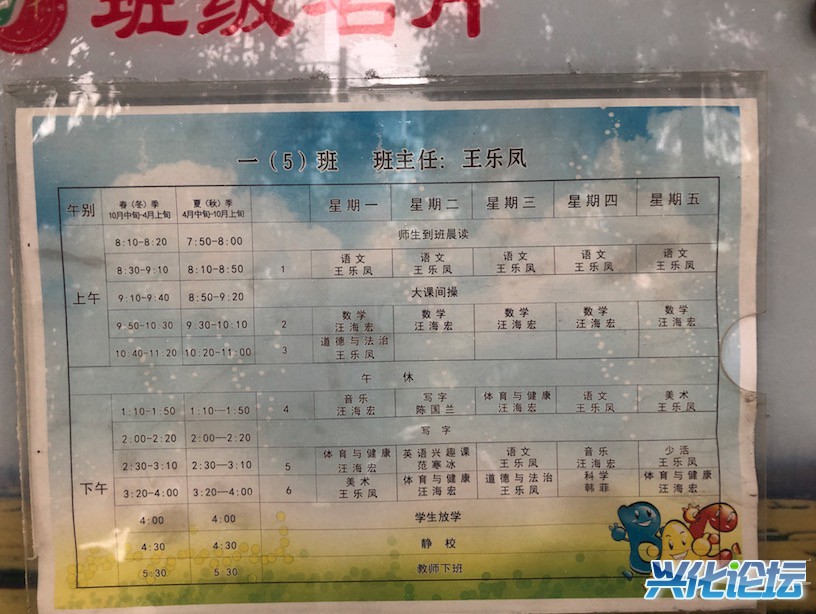 班级名片
一（5）班 班主任：王乐凤
午别 春（冬）季 10月中旬-4月上旬 夏（秋）季 4月中旬-10月上旬 星期一 星期二 星期三 星期四 星期五
上午
8:10-8:20 7:50-8:00 师生到班晨读
8:30-9:10 8:10-8:50 1 语文 语文 语文 语文 语文
王乐凤 王乐凤 王乐凤 王乐凤 王乐凤
9:10-9:40 8:50-9:20 大课间操
9:50-10:30 9:30-10:10 2 数学 数学 数学 数学 数学
汪海宏 汪海宏 汪海宏 汪海宏 汪海宏
10:40-11:20 10:20-11:00 3 道德与法治
王乐凤
午休
下午
1:10-1:50 1:10—1:50 4 音乐 写字 体育与健康 语文 美术
汪海宏 陈国兰 汪海宏 王乐凤 王乐凤
2:00-2:20 2:00—2:20 写字
2:30-3:10 2:30—3:10 5 体育与健康 英语兴趣课 语文 音乐 少活
汪海宏 范寒冰 王乐凤 汪海宏 王乐凤
3:20-4:00 3:20—4:00 6 美术 体育与健康 道德与法治 科学 体育与健康
王乐凤 汪海宏 王乐凤 韩菲 汪海宏
4:00 4:00 学生放学
4:30 4:30 静校
5:30 5 30 教师下班
兴化论坛